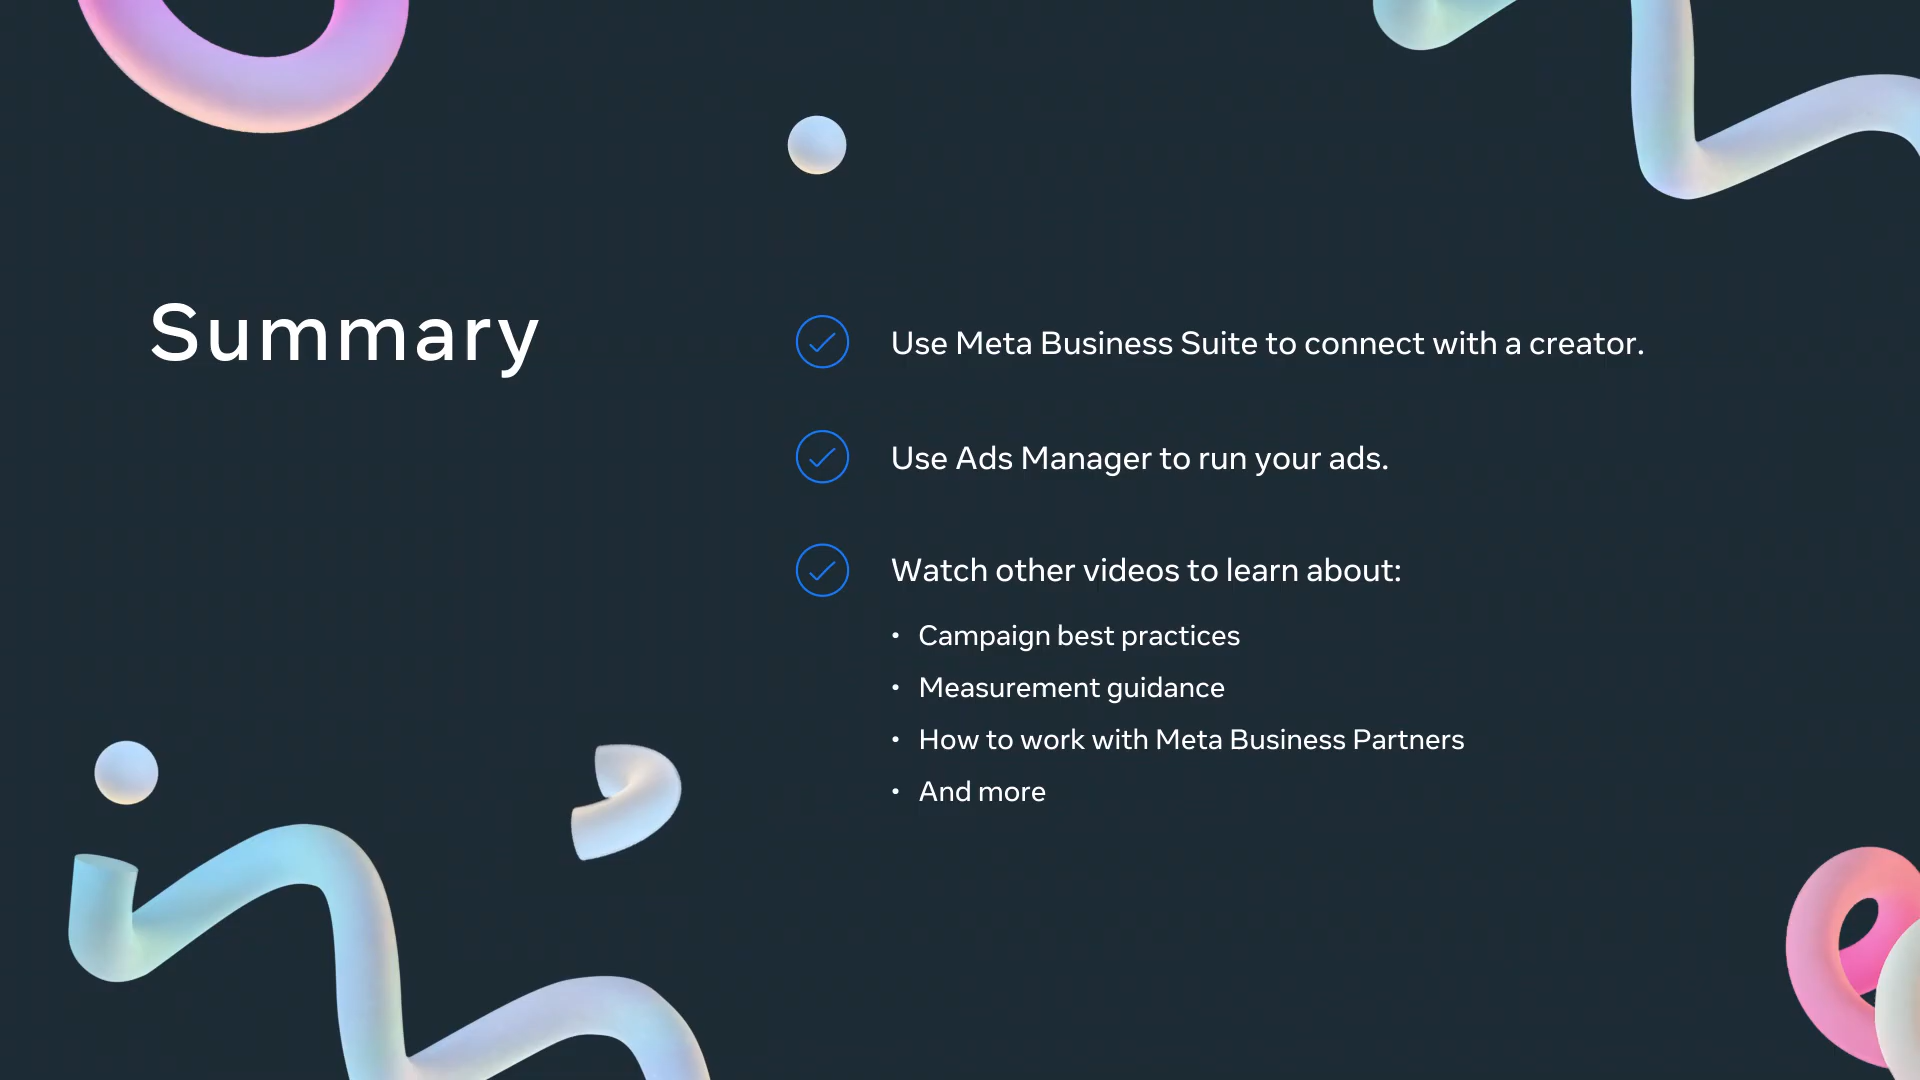 Summary
Use Meta Business Suite to connect with a creator.
Use Ads Manager to run your ads.
Watch other videos to learn about:
• Campaign best practices
• Measurement guidance
• How to work with Meta Business Partners
• And more